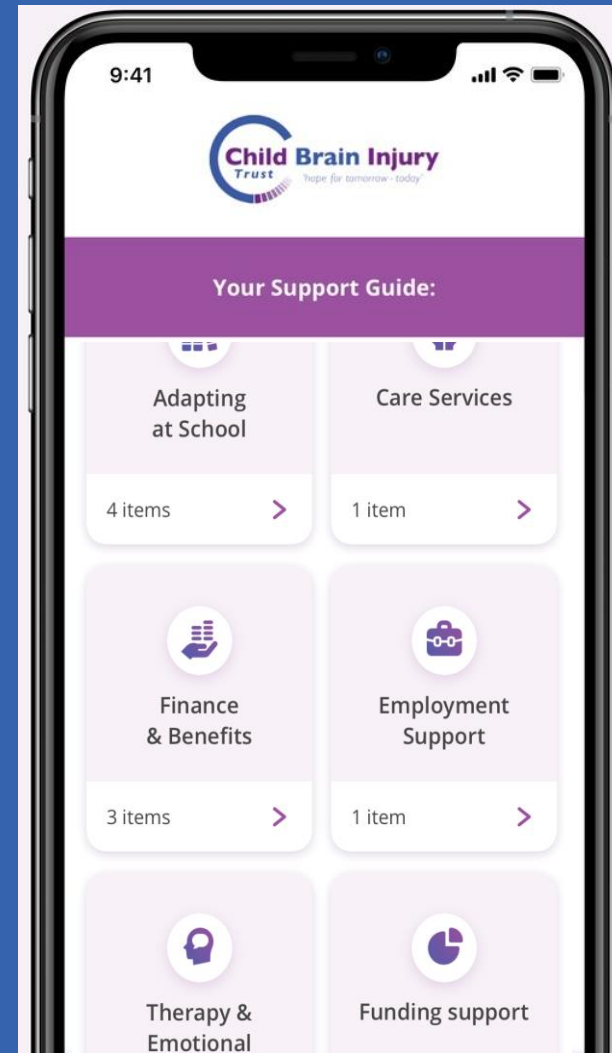 9:41
Child Brain Injury
Trust
"hope for tomorrow - today"
Your Support Guide:
Adapting
at School
Care Services
4 items
1 item
Finance
& Benefits
Employment
Support
3 items
1 item
Therapy &
Emotional
Funding support